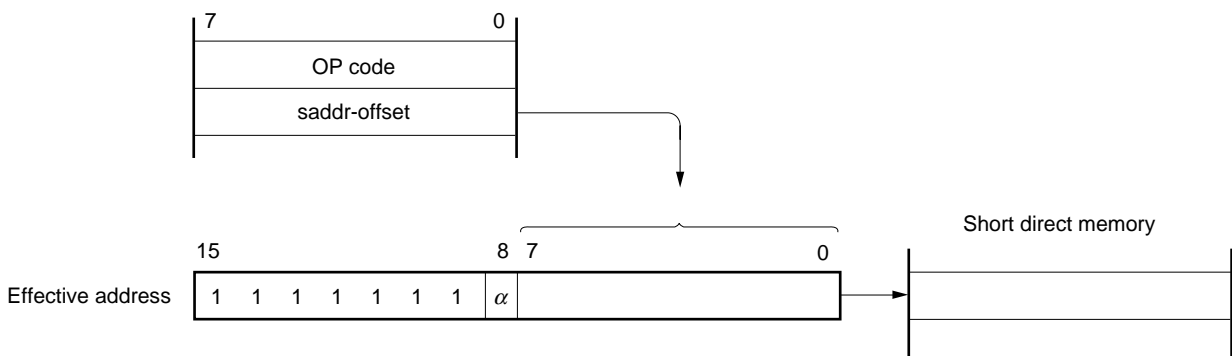 7 0
OP code
saddr-offset
Short direct memory
15 8 7 0
Effective address 1 1 1 1 1 1 1 α